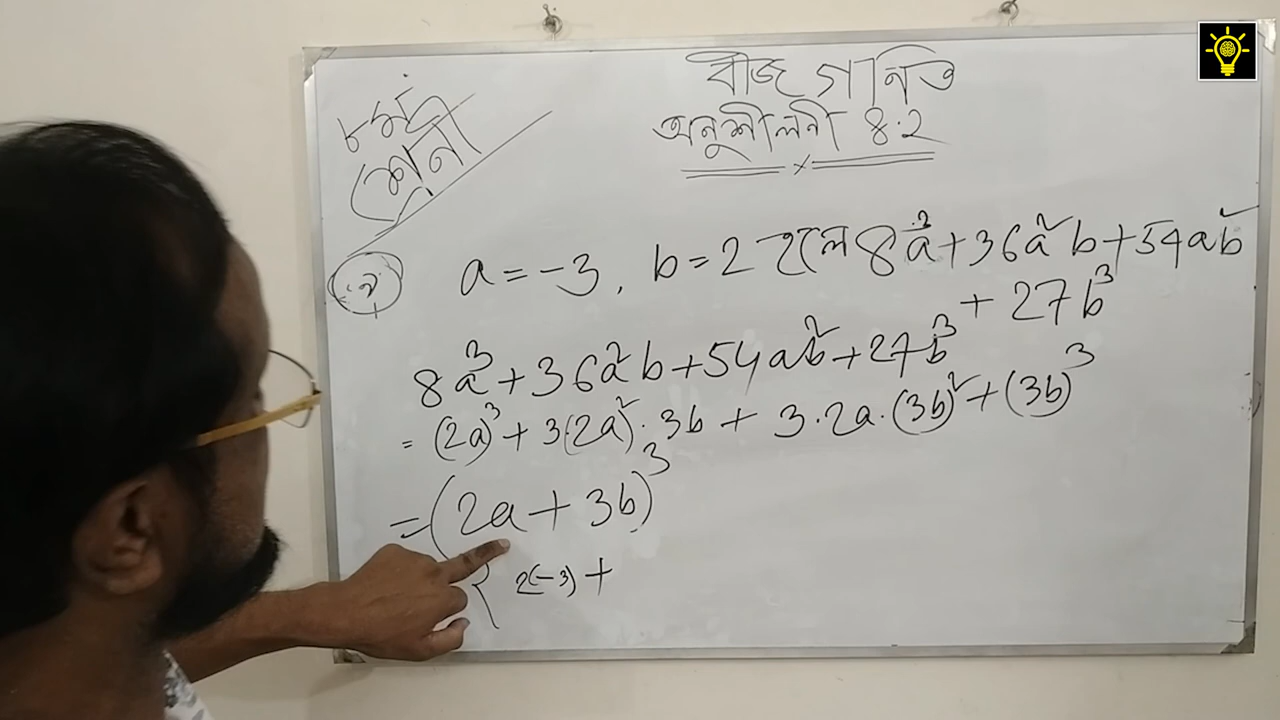 বীজ গনিত
অনুশীলনী ৪.২
৮ম
শ্রেনী
a = -3, b = 2 হলে 8a³ + 36a²b + 54ab²
+ 27b³
8a³ + 36a²b + 54ab² + 27b³
= (2a)³ + 3(2a)². 3b + 3.2a.(3b)² + (3b)³
= (2a + 3b)³
{ 2(-3) +